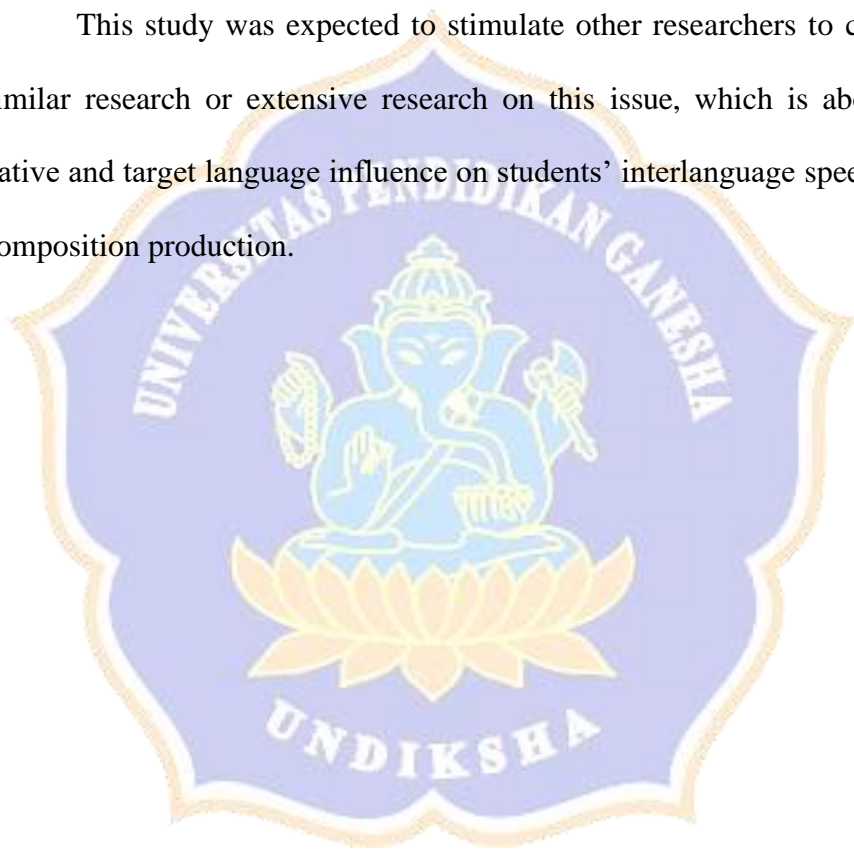 This study was expected to stimulate other researchers to c
imilar research or extensive research on this issue, which is ab
ative and target language influence on students’ interlanguage spee
omposition production.
UNIVERSITAS PENDIDIKAN GANESHA
UNDIKSHA